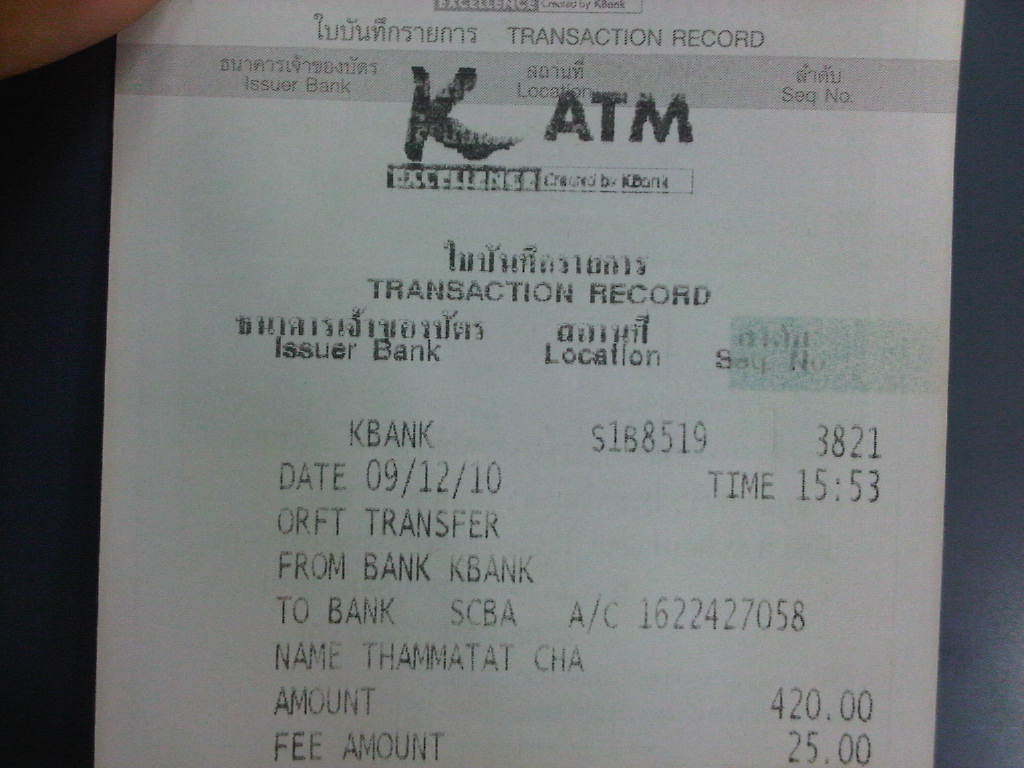 EXCELLENCE Created by KBank
ใบบันทึกรายการ TRANSACTION RECORD
ธนาคารเจ้าของบัตร สถานที่ ลำดับ
Issuer Bank Location Seq No.
K ATM
EXCELLENCE Created by KBank
ใบบันทึกรายการ
TRANSACTION RECORD
ธนาคารเจ้าของบัตร สถานที่ ลำดับ
Issuer Bank Location Seq No
KBANK S1B8519 3821
DATE 09/12/10 TIME 15:53
ORFT TRANSFER
FROM BANK KBANK
TO BANK SCBA A/C 1622427058
NAME THAMMATAT CHA
AMOUNT 420.00
FEE AMOUNT 25.00